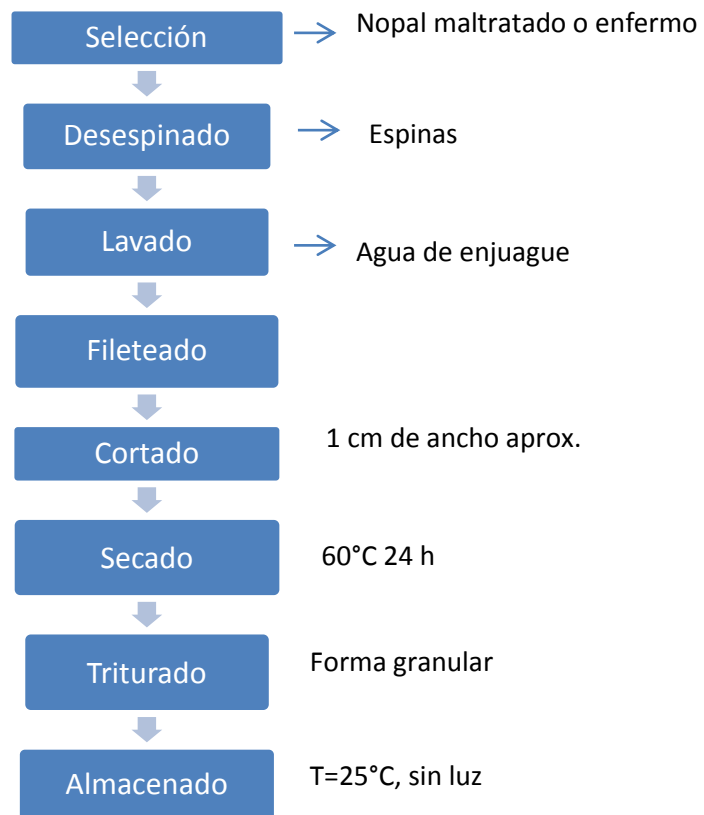 Selección
Nopal maltratado o enfermo
Desespinado
Espinas
Lavado
Agua de enjuague
Fileteado
Cortado
1 cm de ancho aprox.
Secado
60°C 24 h
Triturado
Forma granular
Almacenado
T=25°C, sin luz